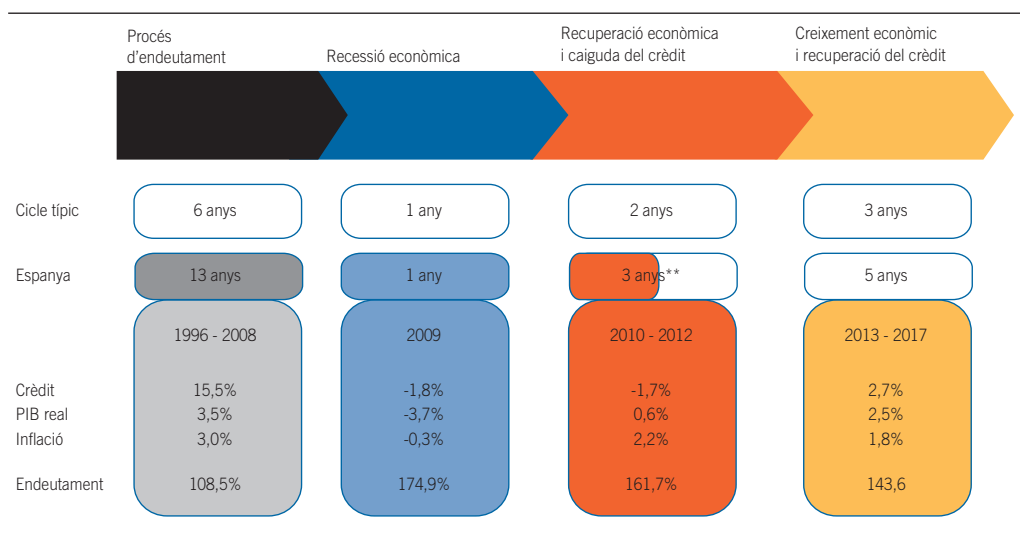 Procés
d'endeutament
Recessió econòmica
Recuperació econòmica
i caiguda del crèdit
Creixement econòmic
i recuperació del crèdit
Cicle típic 6 anys 1 any 2 anys 3 anys
Espanya 13 anys 1 any 3 anys** 5 anys
1996 - 2008 2009 2010 - 2012 2013 - 2017
Crèdit 15,5% -1,8% -1,7% 2,7%
PIB real 3,5% -3,7% 0,6% 2,5%
Inflació 3,0% -0,3% 2,2% 1,8%
Endeutament 108,5% 174,9% 161,7% 143,6